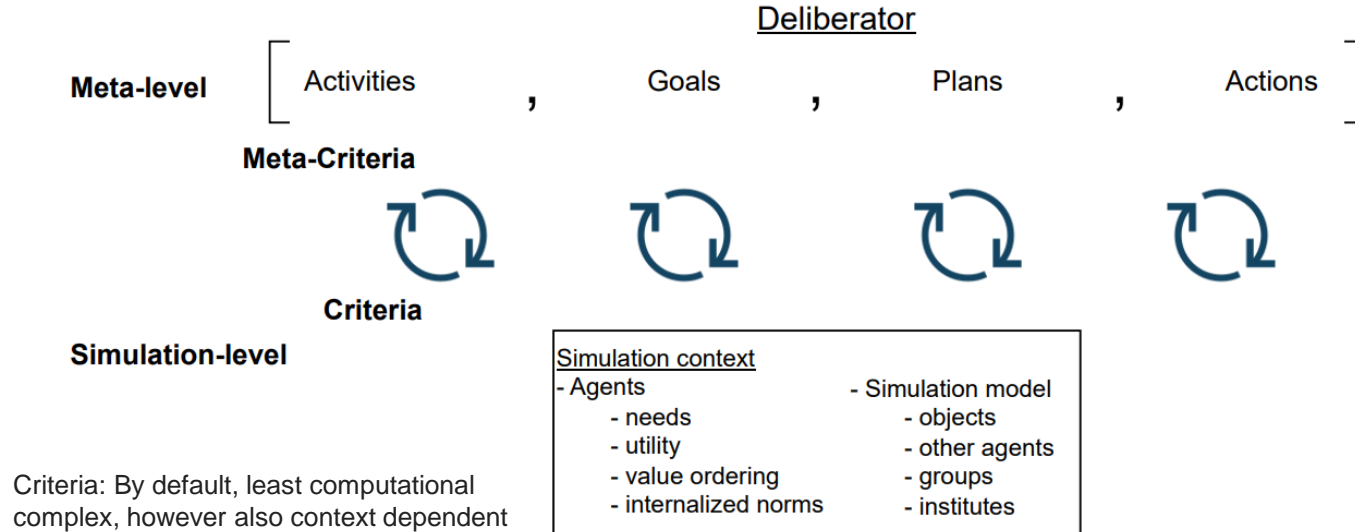 Deliberator
Meta-level Activities , Goals , Plans , Actions
Meta-Criteria
Criteria
Simulation-level
Simulation context
- Agents
- needs
- utility
- value ordering
- internalized norms
- Simulation model
- objects
- other agents
- groups
- institutes
Criteria: By default, least computational
complex, however also context dependent